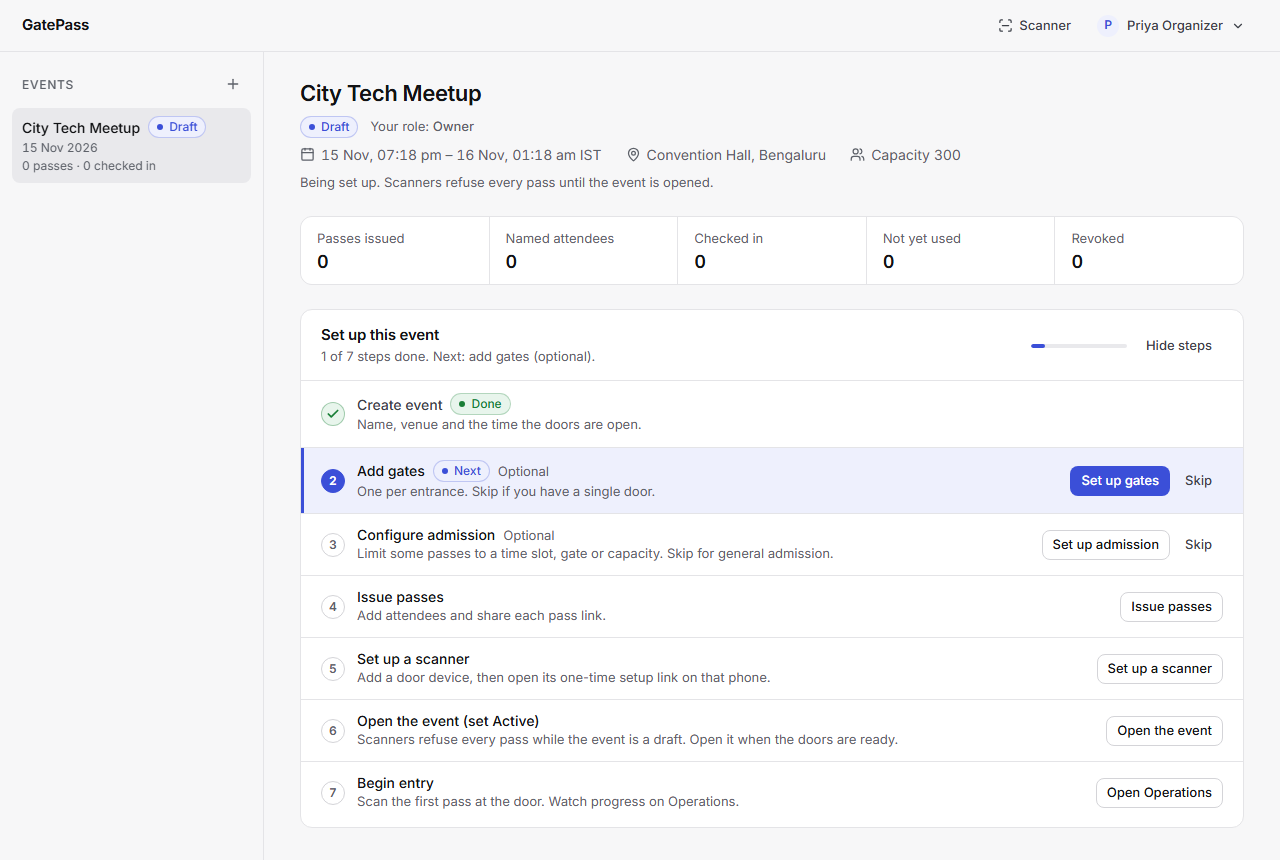 GatePass
Scanner
P Priya Organizer
EVENTS
City Tech Meetup Draft
15 Nov 2026
0 passes · 0 checked in
City Tech Meetup
Draft Your role: Owner
15 Nov, 07:18 pm – 16 Nov, 01:18 am IST Convention Hall, Bengaluru Capacity 300
Being set up. Scanners refuse every pass until the event is opened.
Passes issued
0
Named attendees
0
Checked in
0
Not yet used
0
Revoked
0
Set up this event
1 of 7 steps done. Next: add gates (optional).
Hide steps
Create event Done
Name, venue and the time the doors are open.
2 Add gates Next Optional
One per entrance. Skip if you have a single door.
Set up gates Skip
3 Configure admission Optional
Limit some passes to a time slot, gate or capacity. Skip for general admission.
Set up admission Skip
4 Issue passes
Add attendees and share each pass link.
Issue passes
5 Set up a scanner
Add a door device, then open its one-time setup link on that phone.
Set up a scanner
6 Open the event (set Active)
Scanners refuse every pass while the event is a draft. Open it when the doors are ready.
Open the event
7 Begin entry
Scan the first pass at the door. Watch progress on Operations.
Open Operations